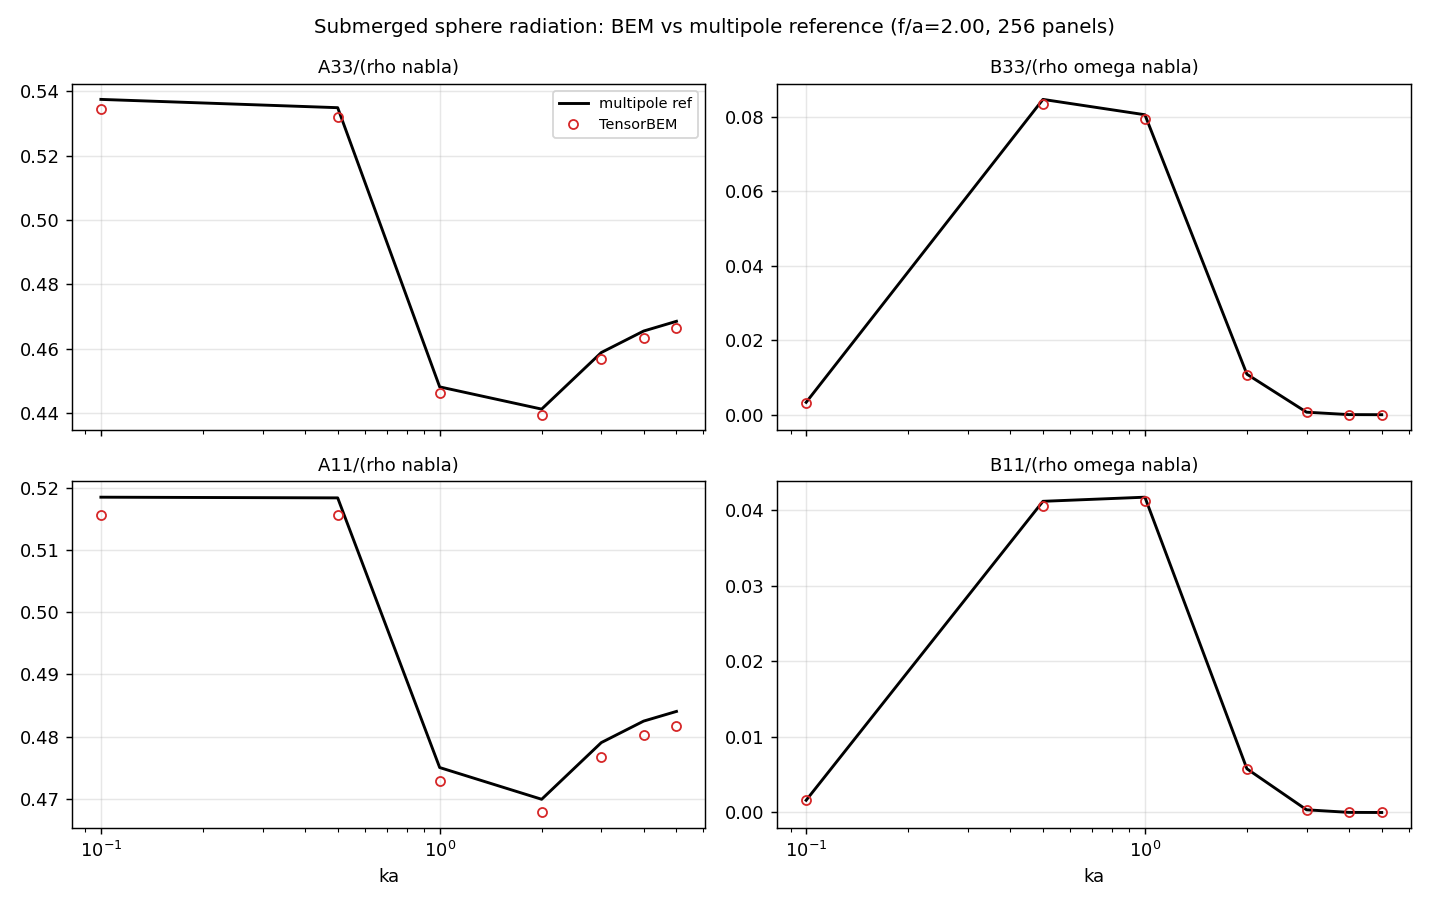 Submerged sphere radiation: BEM vs multipole reference (f/a=2.00, 256 panels)
A33/(rho nabla)
0.54
0.52
0.50
0.48
0.46
0.44
multipole ref
TensorBEM
B33/(rho omega nabla)
0.08
0.06
0.04
0.02
0.00
A11/(rho nabla)
0.52
0.51
0.50
0.49
0.48
0.47
10⁻¹
10⁰
ka
B11/(rho omega nabla)
0.04
0.03
0.02
0.01
0.00
10⁻¹
10⁰
ka